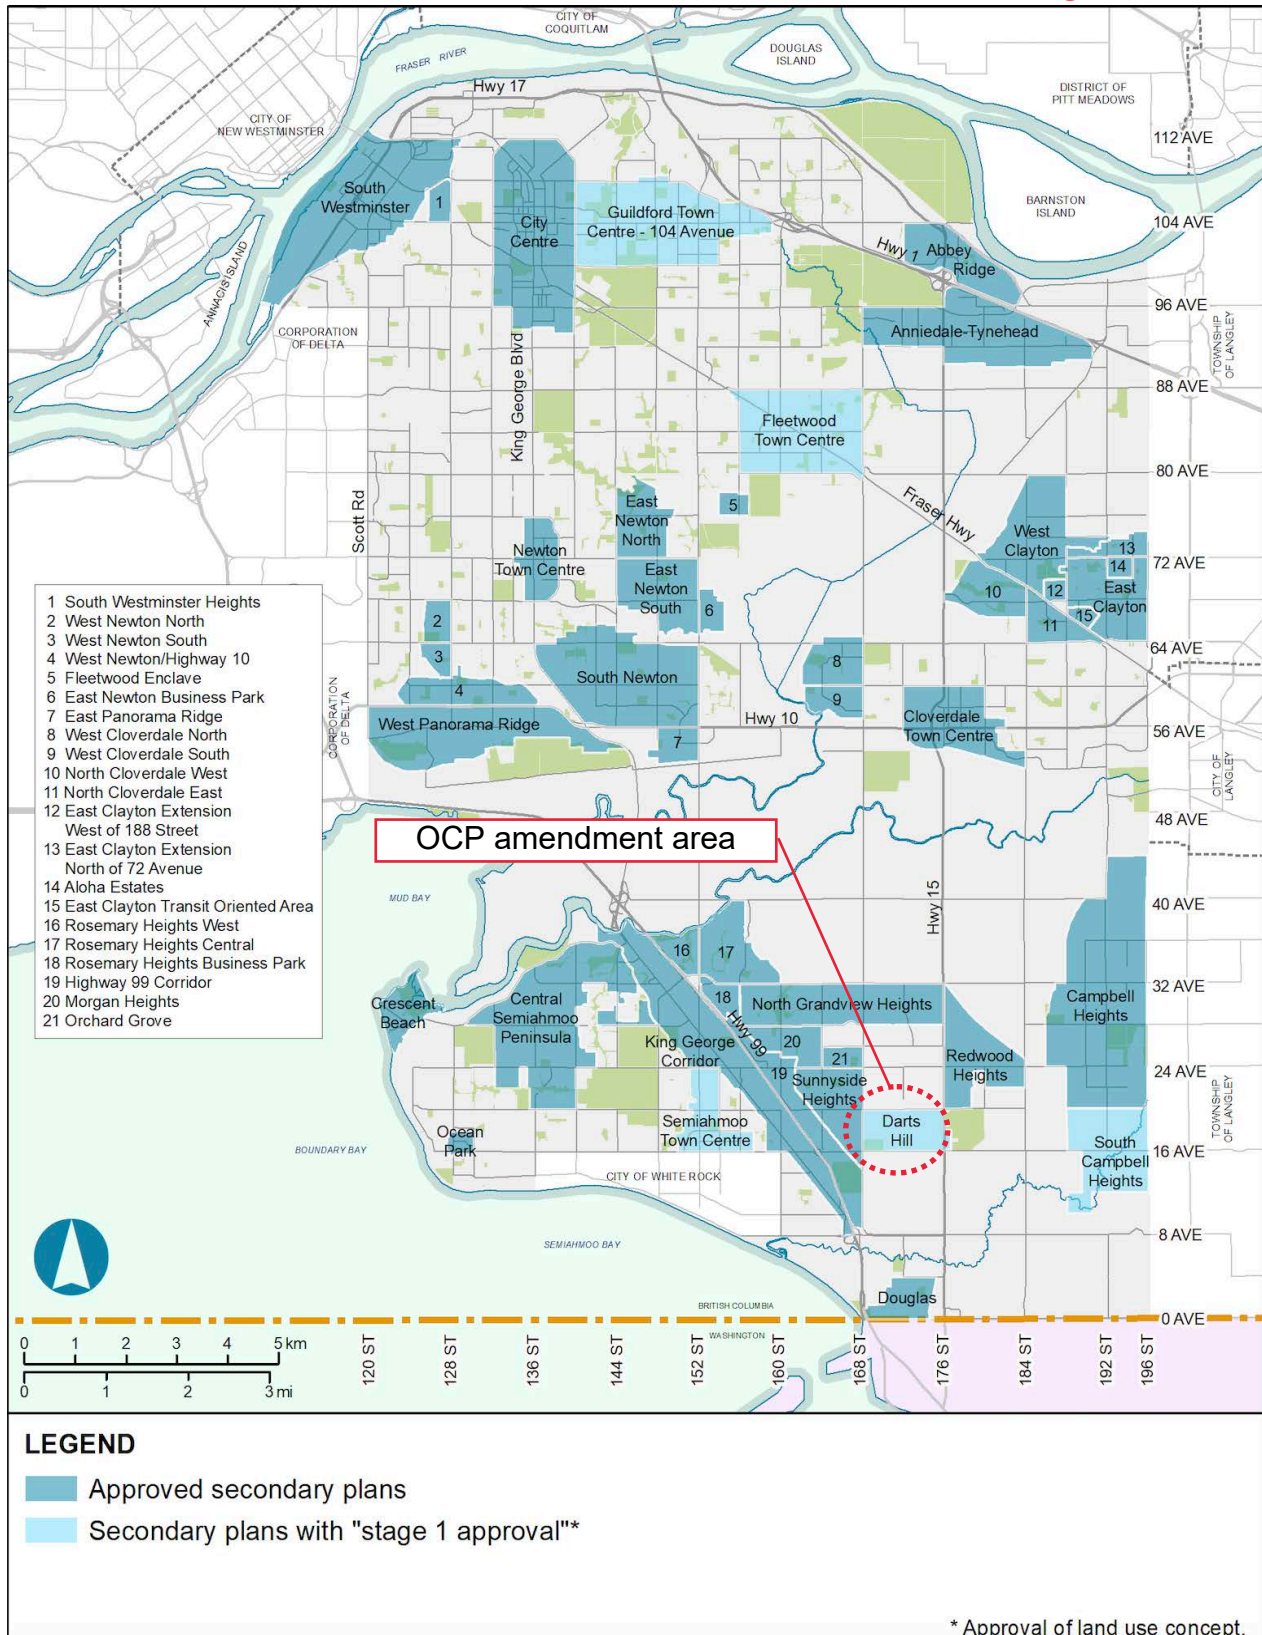 CITY OF
COQUITLAM
FRASER RIVER
DOUGLAS
ISLAND
Hwy 17
DISTRICT OF
PITT MEADOWS
CITY OF
NEW WESTMINSTER
112 AVE
South
Westminster
1
City
Centre
Guildford Town
Centre - 104 Avenue
BARNSTON
ISLAND
104 AVE
Hwy 1
Abbey
Ridge
ANNACIS ISLAND
CORPORATION
OF DELTA
96 AVE
Anniedale-Tynehead
TOWNSHIP
OF LANGLEY
King George Blvd
88 AVE
Fleetwood
Town Centre
80 AVE
Scott Rd
East
Newton
North
5
Fraser Hwy
West
Clayton
13
14
72 AVE
Newton
Town Centre
East
Newton
South
6
10
12
East
Clayton
15
11
64 AVE
1 South Westminster Heights
2 West Newton North
3 West Newton South
4 West Newton/Highway 10
5 Fleetwood Enclave
6 East Newton Business Park
7 East Panorama Ridge
8 West Cloverdale North
9 West Cloverdale South
10 North Cloverdale West
11 North Cloverdale East
12 East Clayton Extension
West of 188 Street
13 East Clayton Extension
North of 72 Avenue
14 Aloha Estates
15 East Clayton Transit Oriented Area
16 Rosemary Heights West
17 Rosemary Heights Central
18 Rosemary Heights Business Park
19 Highway 99 Corridor
20 Morgan Heights
21 Orchard Grove
2
3
4
South Newton
8
9
West Panorama Ridge
7
Hwy 10
Cloverdale
Town Centre
56 AVE
CORPORATION
OF DELTA
CITY OF
LANGLEY
48 AVE
OCP amendment area
MUD BAY
40 AVE
Hwy 15
16
17
Crescent
Beach
Central
Semiahmoo
Peninsula
18
North Grandview Heights
Campbell
Heights
32 AVE
King George
Corridor
Hwy 99
20
21
19
Sunnyside
Heights
Redwood
Heights
24 AVE
TOWNSHIP
OF LANGLEY
Ocean
Park
Semiahmoo
Town Centre
Darts
Hill
South
Campbell
Heights
16 AVE
BOUNDARY BAY
CITY OF WHITE ROCK
SEMIAHMOO BAY
8 AVE
Douglas
BRITISH COLUMBIA
0 AVE
WASHINGTON
0 1 2 3 4 5 km
0 1 2 3 mi
120 ST
128 ST
136 ST
144 ST
152 ST
160 ST
168 ST
176 ST
184 ST
192 ST
196 ST
LEGEND
Approved secondary plans
Secondary plans with "stage 1 approval"*
* Approval of land use concept.